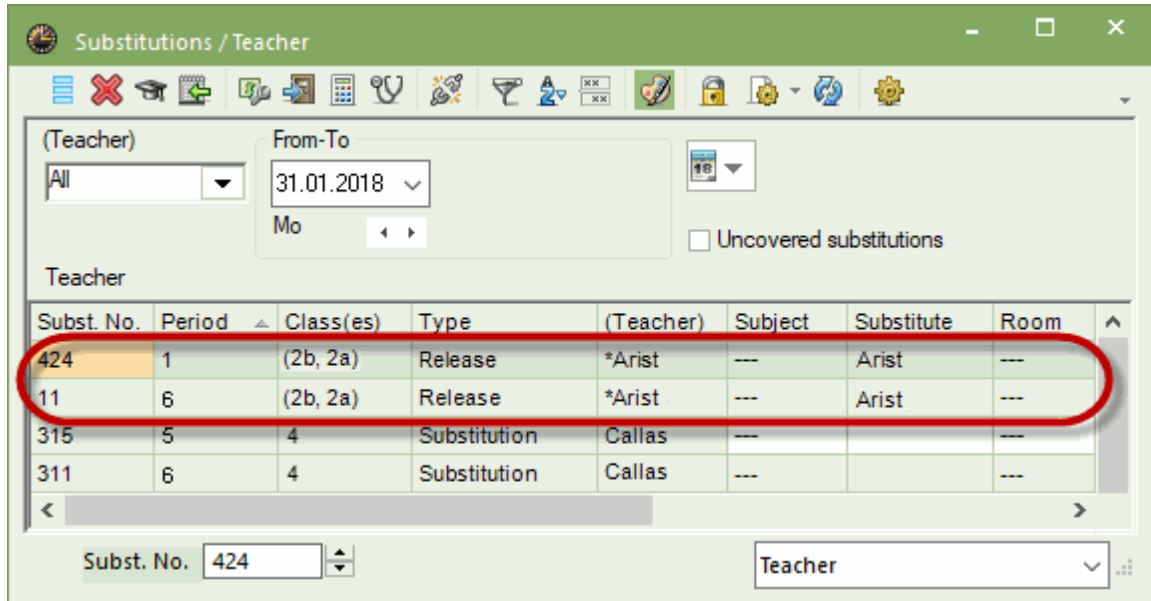 Substitutions / Teacher
(Teacher) From-To
All 31.01.2018 18
Mo
Uncovered substitutions
Teacher
Subst. No. Period Class(es) Type (Teacher) Subject Substitute Room
424 1 (2b, 2a) Release *Arist --- Arist ---
11 6 (2b, 2a) Release *Arist --- Arist ---
315 5 4 Substitution Callas --- ---
311 6 4 Substitution Callas --- ---
Subst. No. 424 Teacher